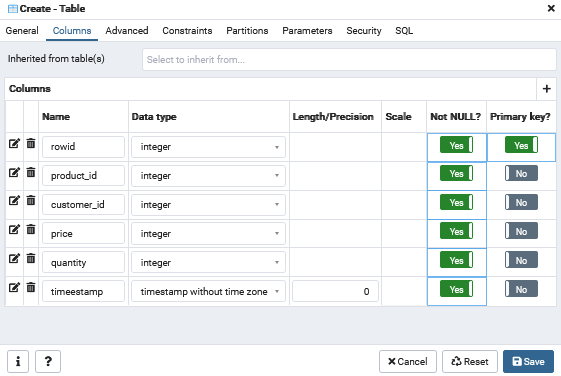 Create - Table
General Columns Advanced Constraints Partitions Parameters Security SQL
Inherited from table(s) Select to inherit from...
Columns
Name Data type Length/Precision Scale Not NULL? Primary key?
rowid integer Yes Yes
product_id integer Yes No
customer_id integer Yes No
price integer Yes No
quantity integer Yes No
timeestamp timestamp without time zone 0 Yes No
i ? Cancel Reset Save